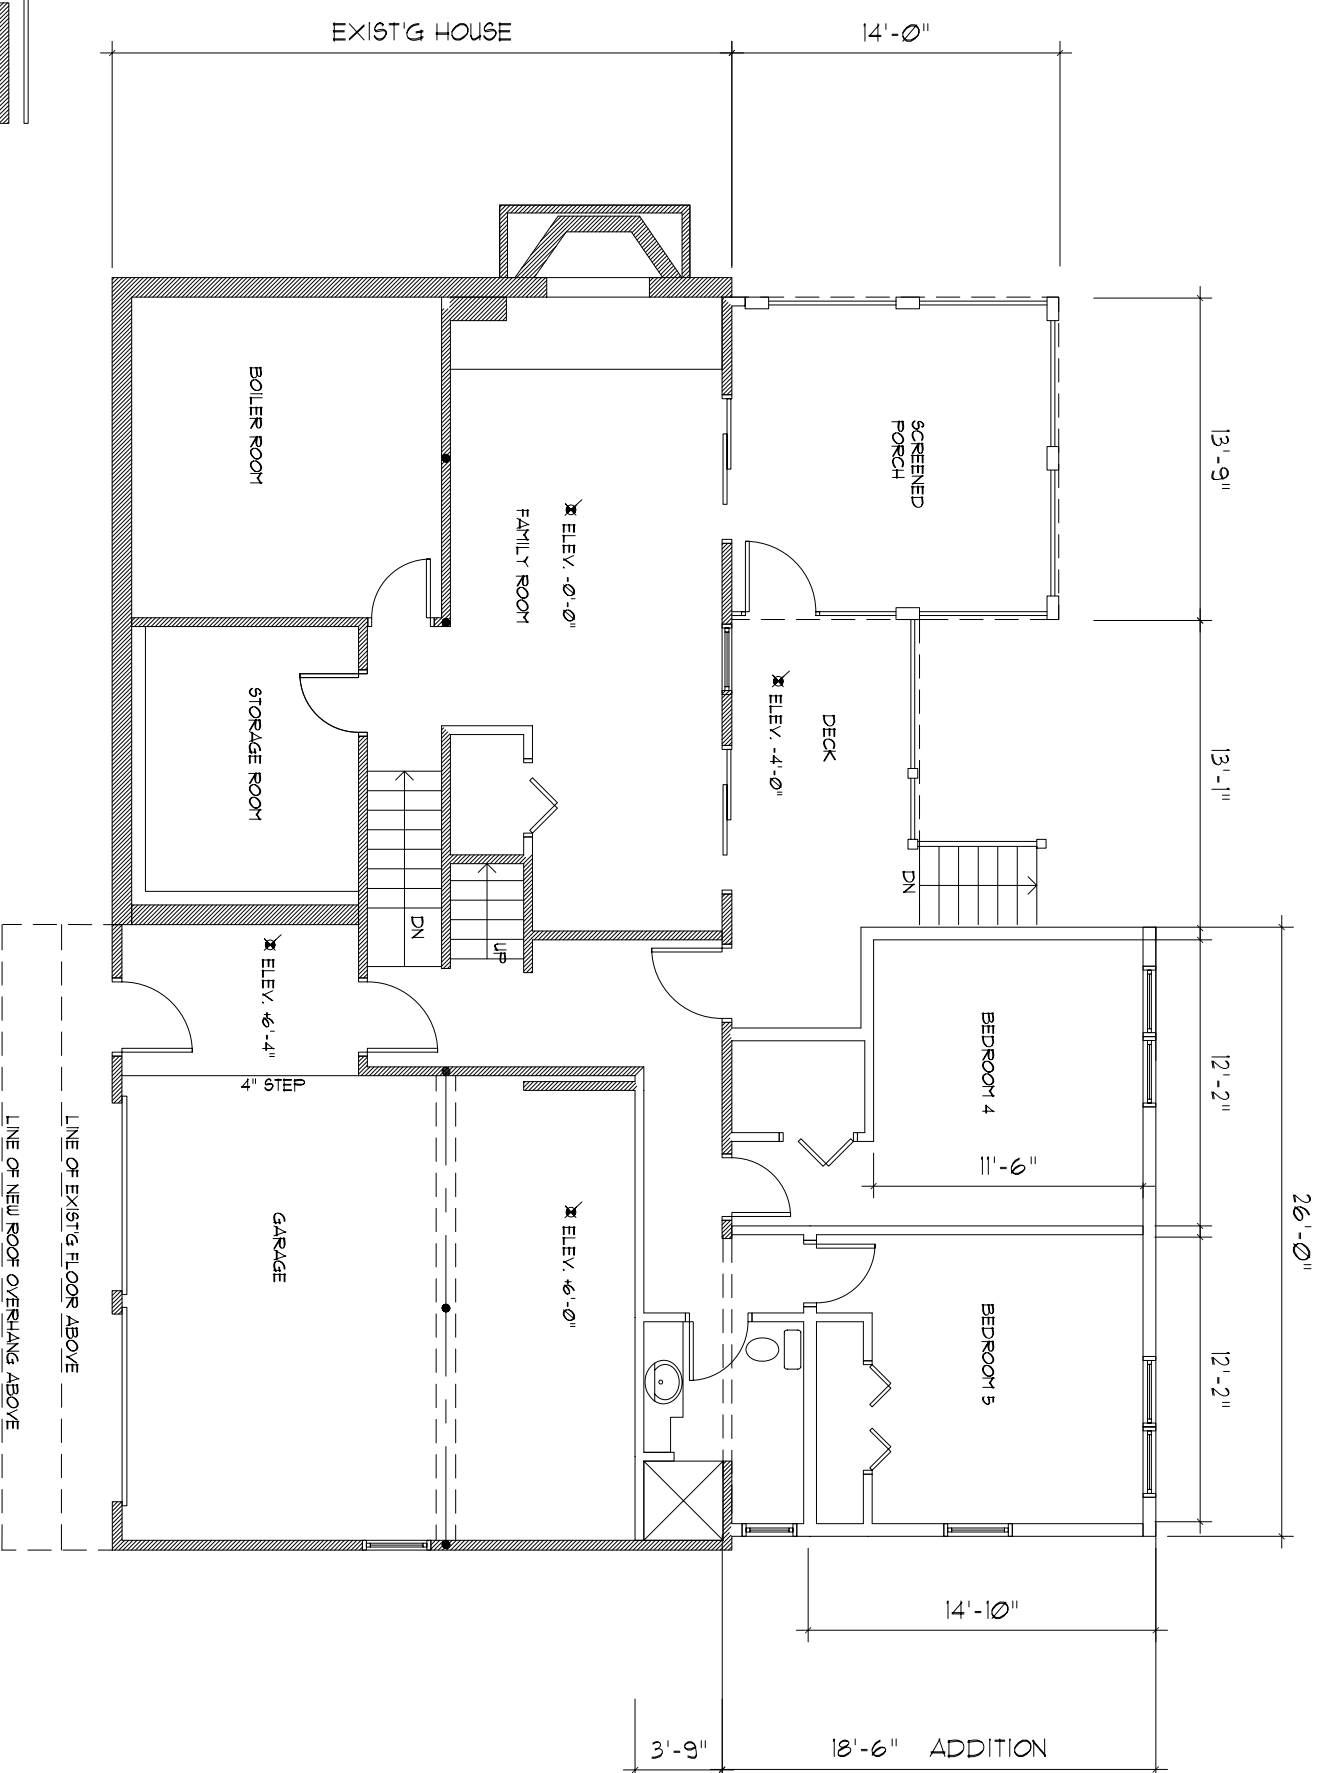 EXIST'G HOUSE
14'-0"
13'-9"
BOILER ROOM
SCREENED
PORCH
FAMILY ROOM
ELEV. -0'-0"
STORAGE ROOM
ELEV. -4'-0"
DECK
13'-1"
DN
DN
UP
ELEV. +6'-4"
4" STEP
BEDROOM 4
12'-2"
11'-6"
26'-0"
LINE OF NEW ROOF OVERHANG ABOVE
LINE OF EXIST'G FLOOR ABOVE
GARAGE
ELEV. +6'-0"
BEDROOM 5
12'-2"
14'-10"
3'-9"
18'-6" ADDITION